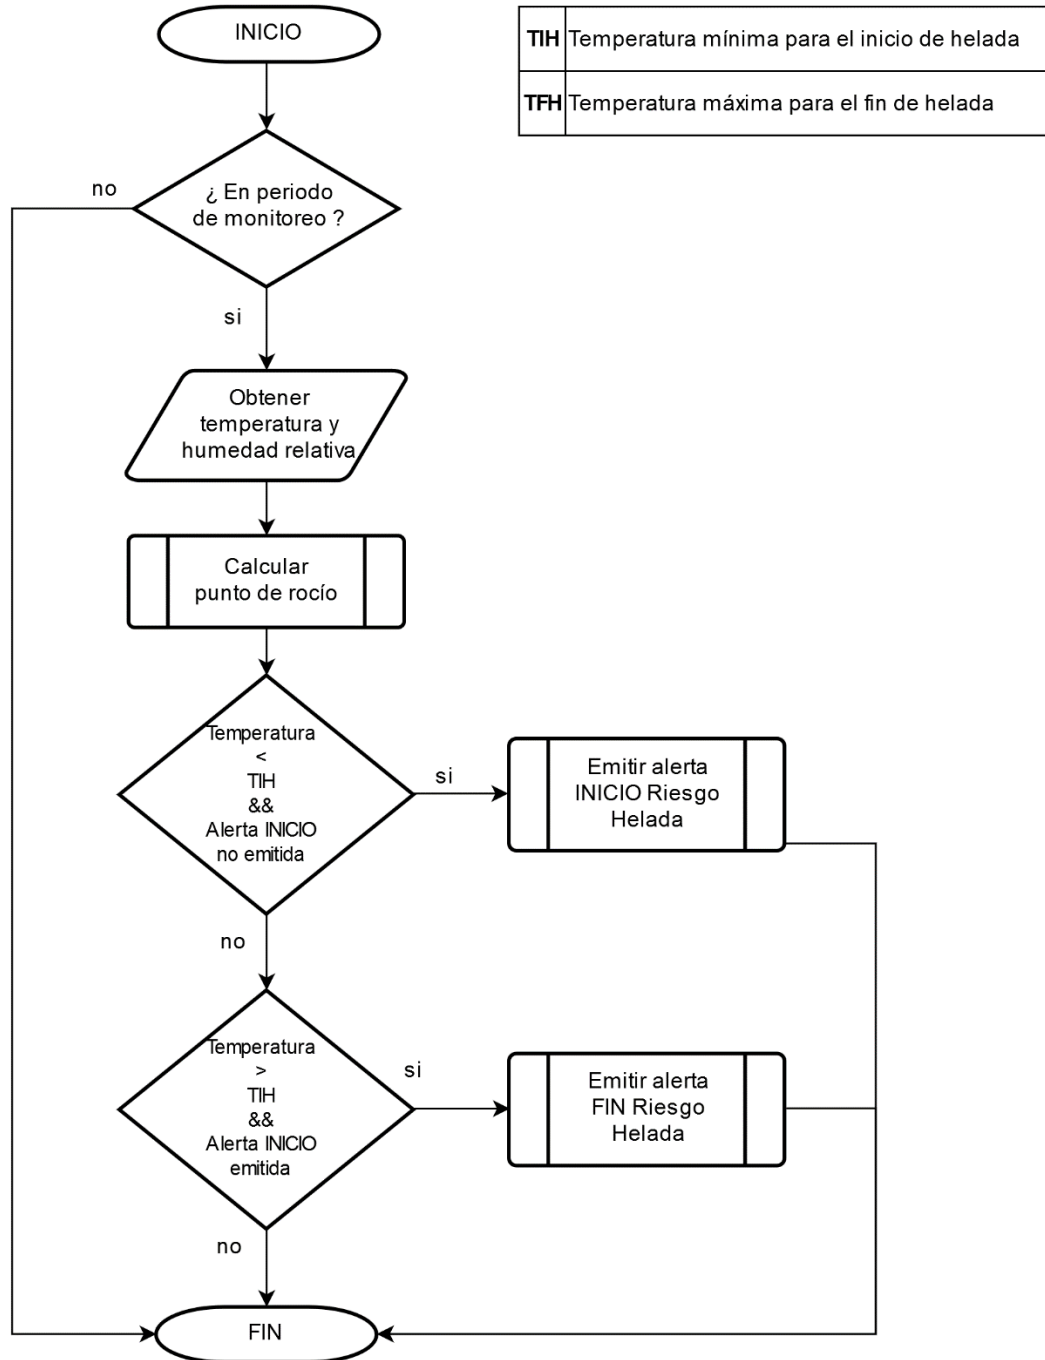 INICIO
TIH Temperatura mínima para el inicio de helada
TFH Temperatura máxima para el fin de helada
¿ En periodo
de monitoreo ?
no
si
Obtener
temperatura y
humedad relativa
Calcular
punto de rocío
Temperatura
<
TIH
&&
Alerta INICIO
no emitida
si
Emitir alerta
INICIO Riesgo
Helada
no
Temperatura
>
TIH
&&
Alerta INICIO
emitida
si
Emitir alerta
FIN Riesgo
Helada
no
FIN